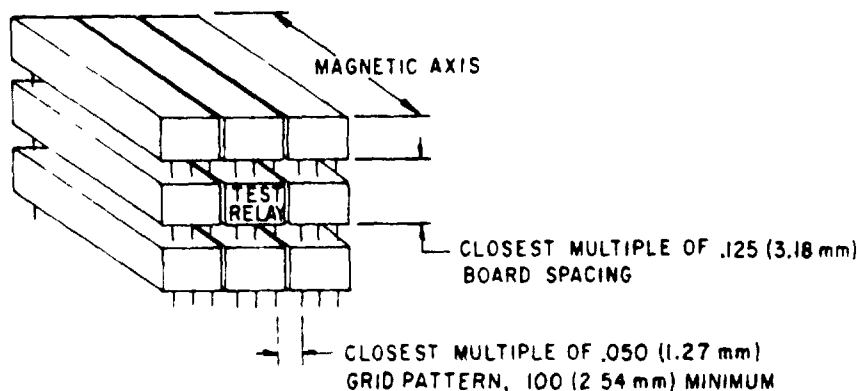 MAGNETIC AXIS
TEST
RELAY
CLOSEST MULTIPLE OF .125 (3.18 mm)
BOARD SPACING
CLOSEST MULTIPLE OF .050 (1.27 mm)
GRID PATTERN, .100 (2 54 mm) MINIMUM